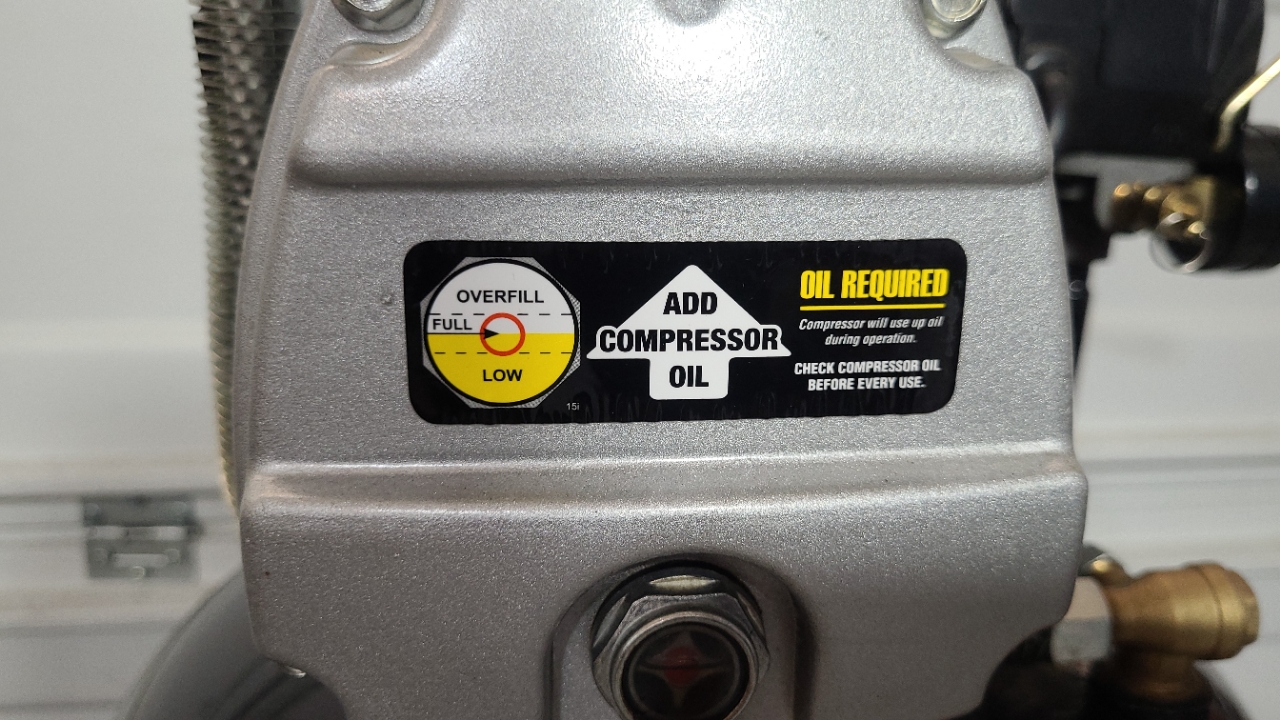 OVERFILL
FULL
LOW
15i
ADD
COMPRESSOR
OIL
OIL REQUIRED
Compressor will use up oil
during operation.
CHECK COMPRESSOR OIL
BEFORE EVERY USE.